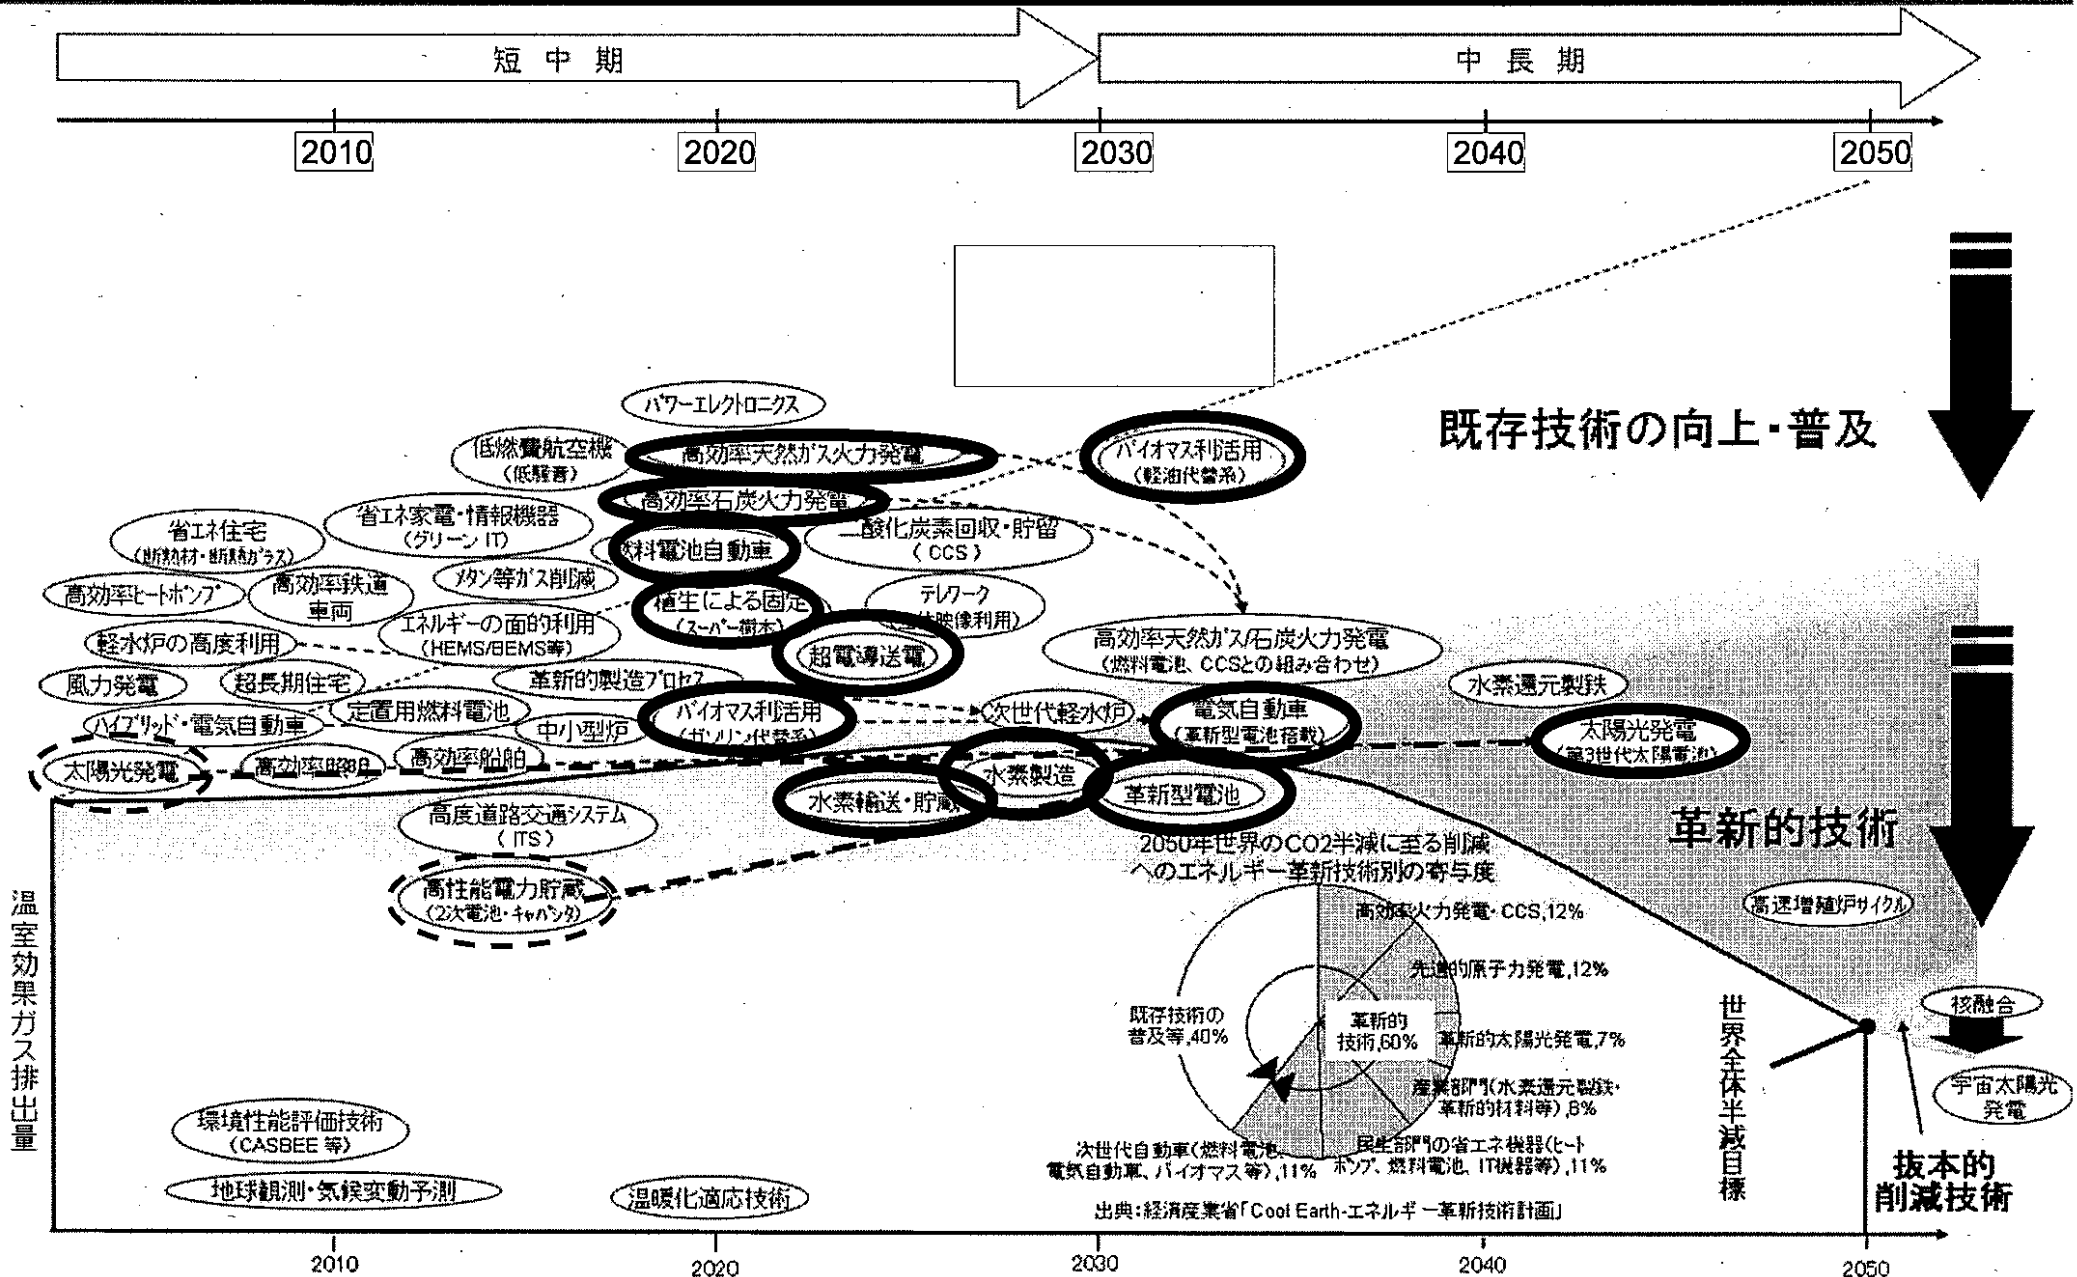 短中期
中長期
2010
2020
2030
2040
2050
パワーエレクトロニクス
低燃費航空機
(低騒音)
高効率天然ガス火力発電
バイオマス利活用
(軽油代替系)
既存技術の向上・普及
高効率石炭火力発電
省エネ住宅
(断熱材・断熱ガラス)
省エネ家電・情報機器
(グリーン IT)
燃料電池自動車
二酸化炭素回収・貯留
(CCS)
高効率ヒートポンプ
高効率鉄道
車両
メタン等ガス削減
植生による固定
(スーパー樹木)
テレワーク
映像利用)
軽水炉の高度利用
エネルギーの面的利用
(HEMS/BEMS等)
超電導送電
高効率天然ガス/石炭火力発電
(燃料電池、CCSとの組み合わせ)
風力発電
超長期住宅
革新的製造プロセス
水素還元製鉄
ハイブリッド・電気自動車
定置用燃料電池
中小型炉
バイオマス利活用
(ガソリン代替系)
次世代軽水炉
電気自動車
(革新型電池搭載)
太陽光発電
(第3世代太陽電池)
太陽光発電
高効率照明
高効率船舶
水素製造
水素輸送・貯蔵
革新型電池
革新的技術
高度道路交通システム
(ITS)
2050年世界のCO2半減に至る削減
へのエネルギー革新技術別の寄与度
高性能電力貯蔵
(2次電池・キャパシタ)
高効率火力発電・CCS,12%
高速増殖炉サイクル
先進的原子力発電,12%
温室効果ガス排出量
既存技術の
普及等,40%
革新的
技術,60%
革新的太陽光発電,7%
産業部門(水素還元製鉄・
革新的材料等),8%
次世代自動車(燃料電池、
電気自動車、バイオマス等),11%
民生部門の省エネ機器(ヒート
ポンプ、燃料電池、IT機器等),11%
世界全体半減目標
核融合
宇宙太陽光
発電
抜本的
削減技術
環境性能評価技術
(CASBEE 等)
地球観測・気候変動予測
温暖化適応技術
出典:経済産業省「Cool Earth-エネルギー革新技術計画」
2010
2020
2030
2040
2050